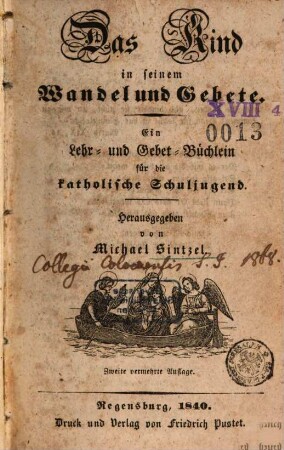 Das Kind
in seinem
Wandel und Gebete.
XVIII 4
0013
Ein
Lehr- und Gebet-Büchlein
für die
katholische Schuljugend.
Herausgegeben
von
Michael Sintzel.
Collegii Colocensis S. J. 1868.
Zweite vermehrte Auflage.
Regensburg, 1840.
Druck und Verlag von Friedrich Pustet.